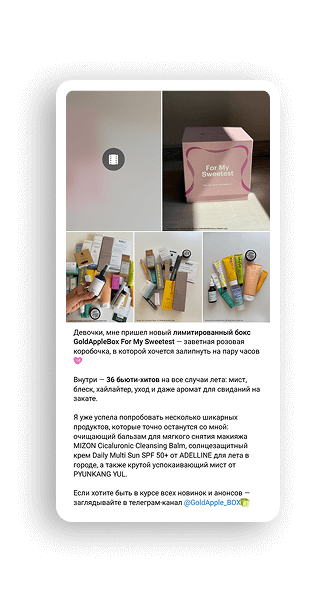 For My
Sweetest
Девочки, мне пришел новый лимитированный бокс
GoldAppleBox For My Sweetest — заветная розовая
коробочка, в которой хочется залипнуть на пару часов
💖
Внутри — 36 бьюти-хитов на все случаи лета: мист,
блеск, хайлайтер, уход и даже аромат для свиданий на
закате.
Я уже успела попробовать несколько шикарных
продуктов, которые точно останутся со мной:
очищающий бальзам для мягкого снятия макияжа
MIZON Cicaluronic Cleansing Balm, солнцезащитный
крем Daily Multi Sun SPF 50+ от ADELLINE для лета в
городе, а также крутой успокаивающий мист от
PYUNKANG YUL.
Если хотите быть в курсе всех новинок и анонсов —
заглядывайте в телеграм-канал @GoldApple_BDX